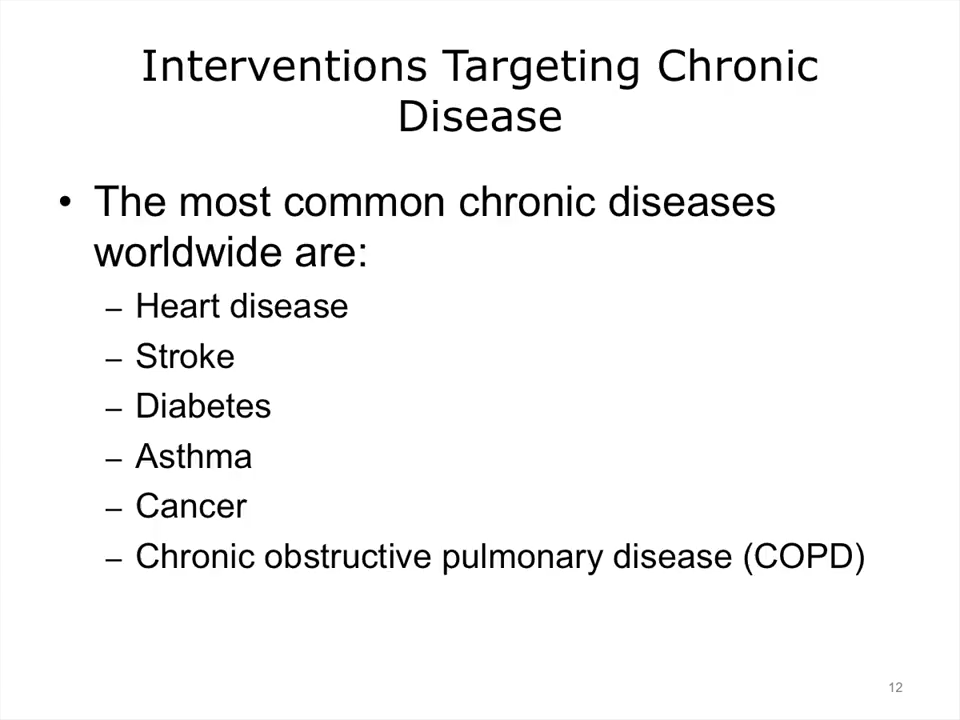 Interventions Targeting Chronic
Disease
• The most common chronic diseases
worldwide are:
– Heart disease
– Stroke
– Diabetes
– Asthma
– Cancer
– Chronic obstructive pulmonary disease (COPD)
12